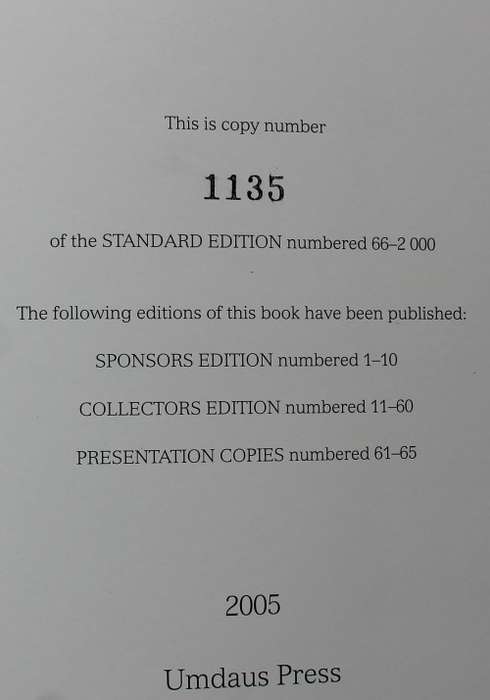 This is copy number
1135
of the STANDARD EDITION numbered 66–2 000
The following editions of this book have been published:
SPONSORS EDITION numbered 1–10
COLLECTORS EDITION numbered 11–60
PRESENTATION COPIES numbered 61–65
2005
Umdaus Press